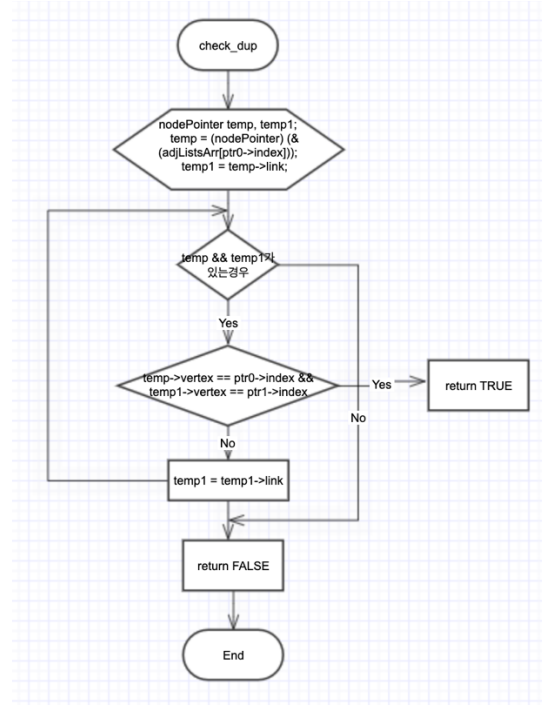 check_dup
nodePointer temp, temp1;
temp = (nodePointer) (&
(adjListsArr[ptr0->index]));
temp1 = temp->link;
temp && temp1가
있는경우
Yes
temp->vertex == ptr0->index &&
temp1->vertex == ptr1->index
Yes
return TRUE
No
No
temp1 = temp1->link
return FALSE
End